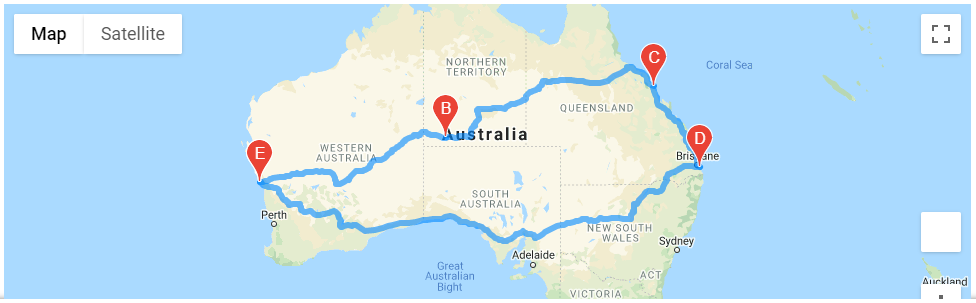 Map
Satellite
C
Coral Sea
NORTHERN
TERRITORY
B
QUEENSLAND
Australia
D
E
WESTERN
AUSTRALIA
Brisbane
SOUTH
AUSTRALIA
Perth
NEW SOUTH
WALES
Sydney
Adelaide
Great
Australian
Bight
ACT
Auckland
VICTORIA